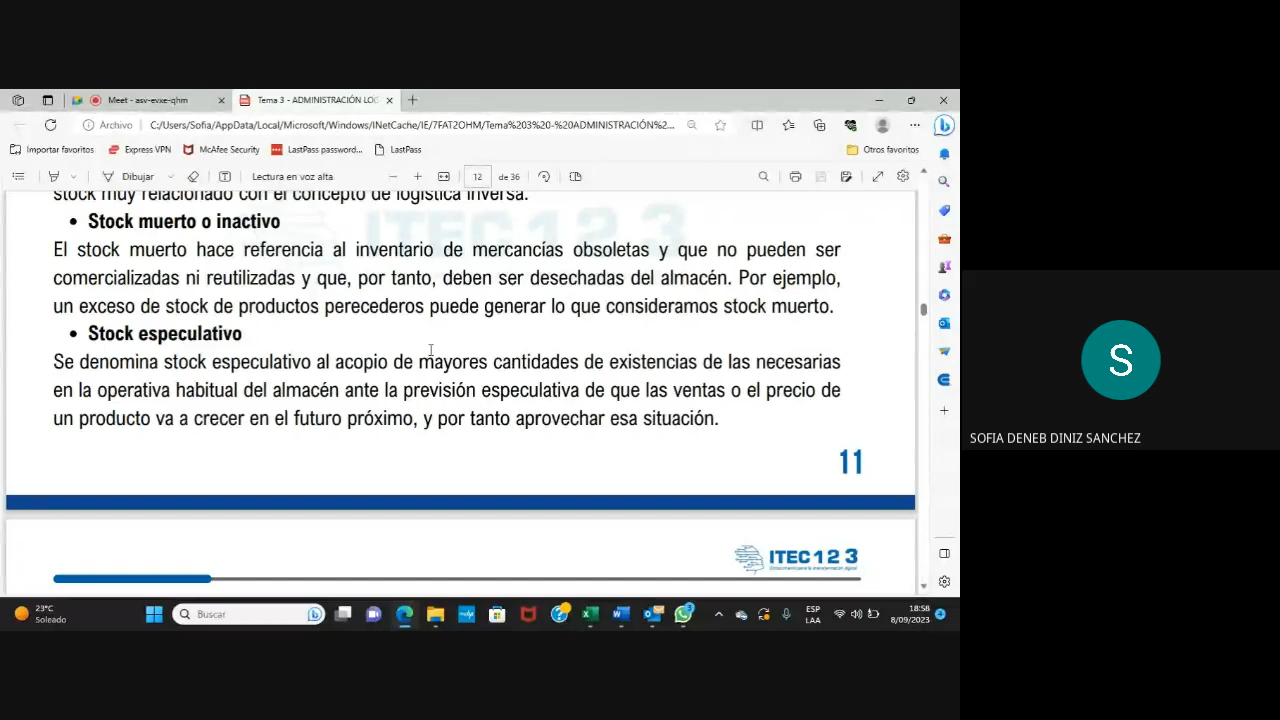 Meet - asv-evxe-qhm
Tema 3 - ADMINISTRACIÓN LOG
Archivo
C:/Users/Sofia/AppData/Local/Microsoft/Windows/INetCache/IE/7FAT2OHM/Tema%203%20-%20ADMINISTRACIÓN%2...
Importar favoritos
Express VPN
McAfee Security
LastPass password...
LastPass
Otros favoritos
Dibujar
Lectura en voz alta
12 de 36
stock muy relacionado con el concepto de logística inversa.
ITEC 12 3
• Stock muerto o inactivo
El stock muerto hace referencia al inventario de mercancías obsoletas y que no pueden ser
comercializadas ni reutilizadas y que, por tanto, deben ser desechadas del almacén. Por ejemplo,
un exceso de stock de productos perecederos puede generar lo que consideramos stock muerto.
• Stock especulativo
Se denomina stock especulativo al acopio de mayores cantidades de existencias de las necesarias
en la operativa habitual del almacén ante la previsión especulativa de que las ventas o el precio de
un producto va a crecer en el futuro próximo, y por tanto aprovechar esa situación.
11
ITEC 12 3
S
SOFIA DENEB DINIZ SANCHEZ
23°C
Soleado
Buscar
3
ESP
LAA
18:58
8/09/2023